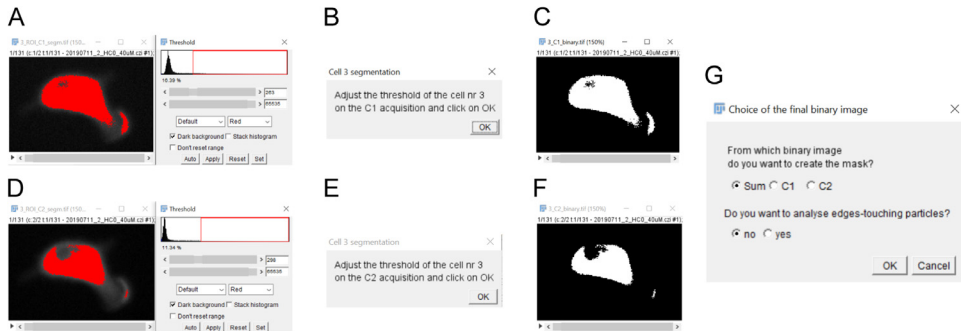 A
3_ROI_C1_segm.tif (150...
1/131 (c:1/2 t:1/131 - 20190711_2_HC0_40uM.czi #1)
Threshold
16.39 %
263
65535
Default
Red
Dark background
Stack histogram
Don't reset range
Auto
Apply
Reset
Set
B
Cell 3 segmentation
Adjust the threshold of the cell nr 3
on the C1 acquisition and click on OK
OK
C
3_C1_binary.tif (150%)
1/131 (c:1/2 t:1/131 - 20190711_2_HC0_40uM.czi #1)
D
3_ROI_C2_segm.tif (150...
1/131 (c:2/2 t:1/131 - 20190711_2_HC0_40uM.czi #1)
Threshold
11.34 %
298
65535
Default
Red
Dark background
Stack histogram
Don't reset range
Auto
Apply
Reset
Set
E
Cell 3 segmentation
Adjust the threshold of the cell nr 3
on the C2 acquisition and click on OK
OK
F
3_C2_binary.tif (150%)
1/131 (c:2/2 t:1/131 - 20190711_2_HC0_40uM.czi #1)
G
Choice of the final binary image
From which binary image
do you want to create the mask?
Sum C1 C2
Do you want to analyse edges-touching particles?
no yes
OK Cancel